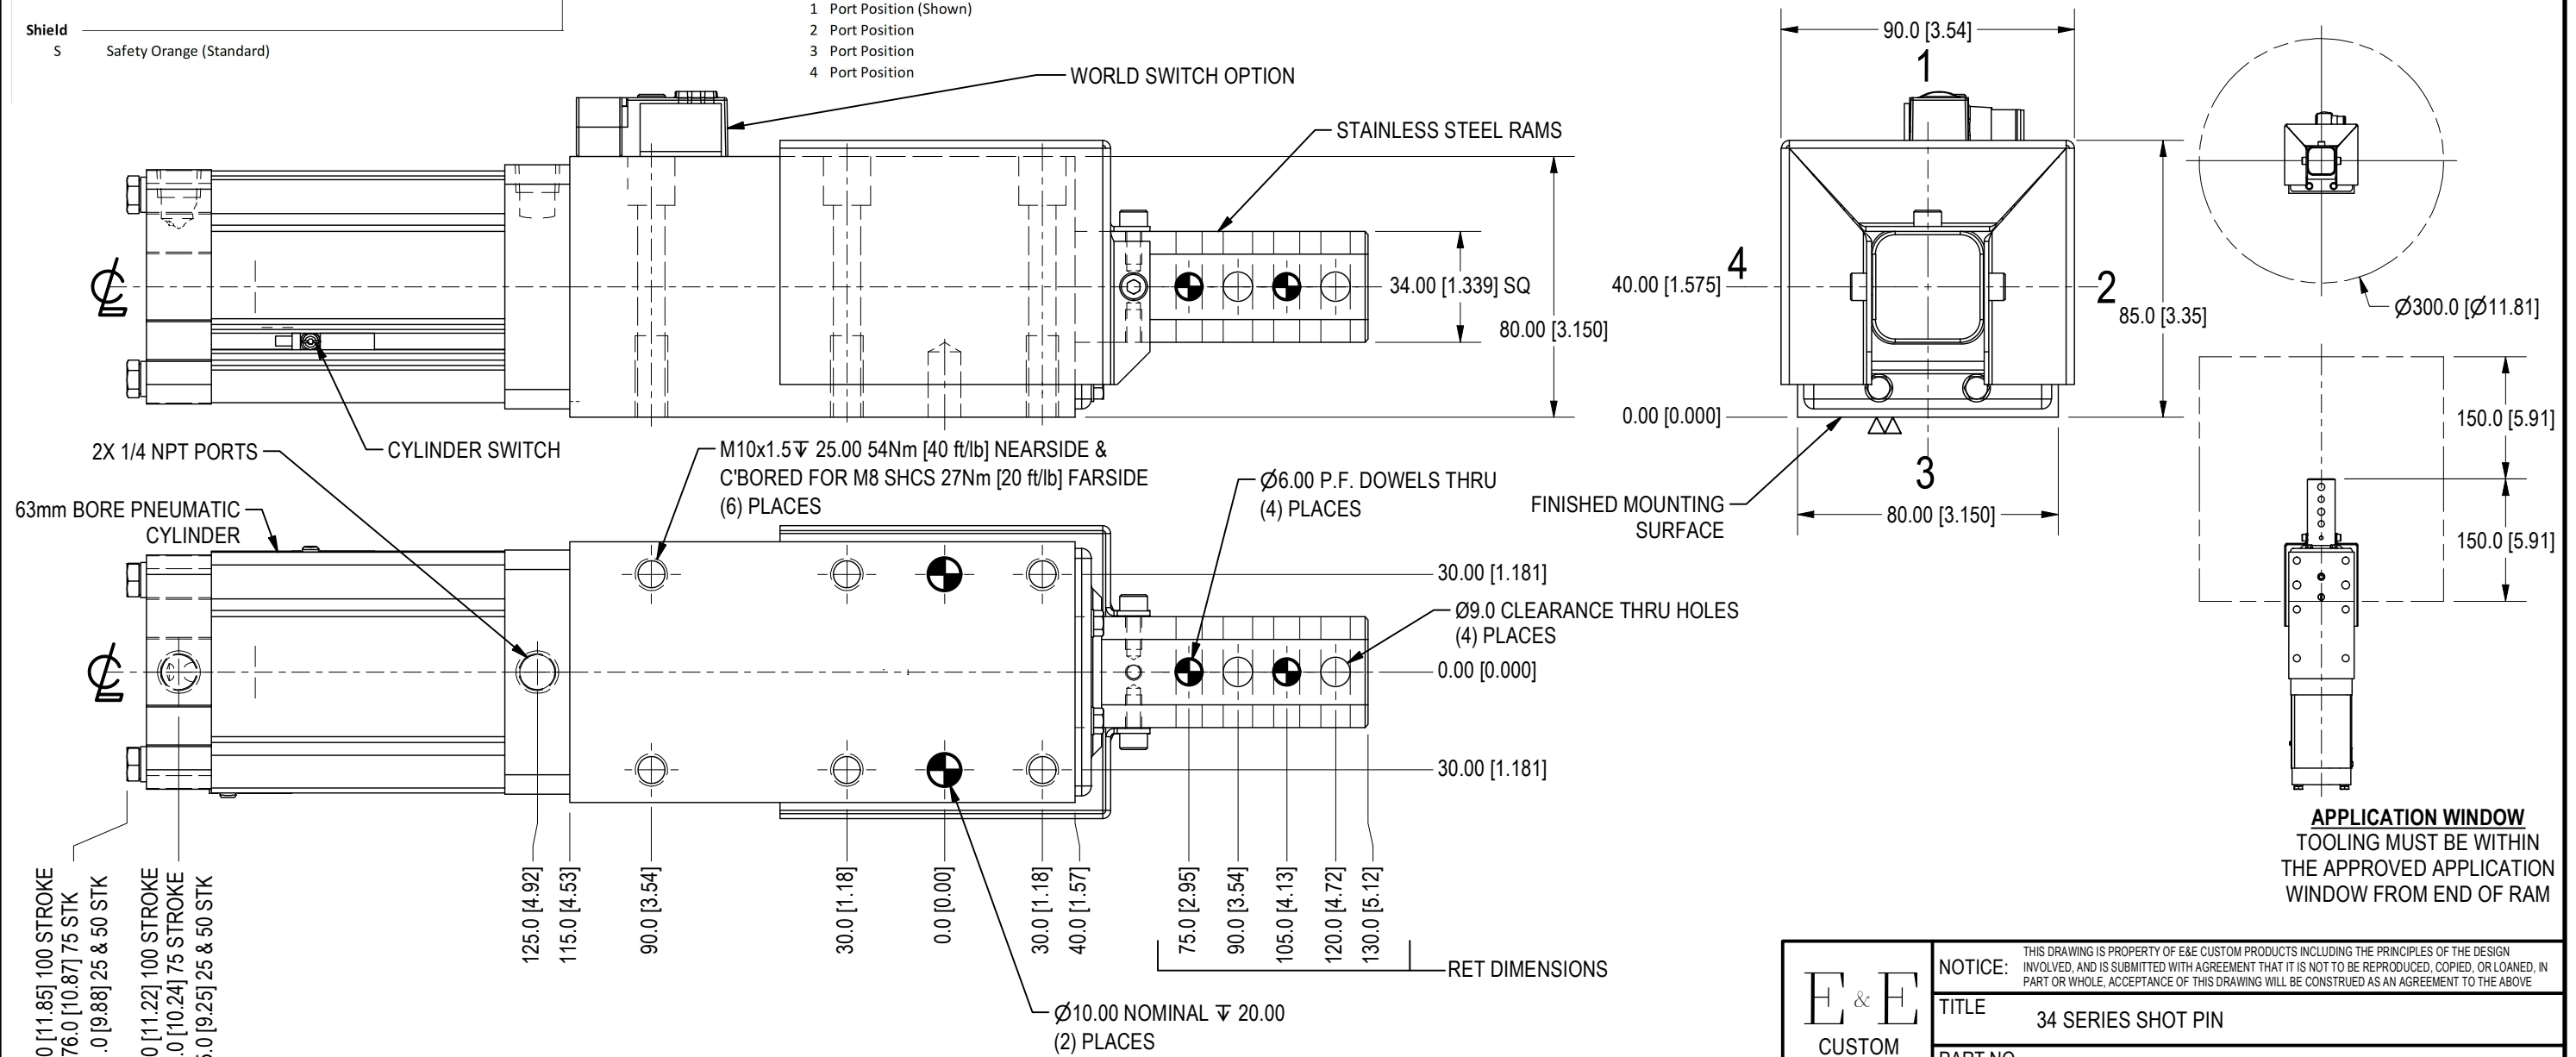 Shield
S Safety Orange (Standard)
1 Port Position (Shown)
2 Port Position
3 Port Position
4 Port Position
WORLD SWITCH OPTION
STAINLESS STEEL RAMS
34.00 [1.339] SQ
80.00 [3.150]
CYLINDER SWITCH
90.0 [3.54]
1
4
40.00 [1.575]
2
85.0 [3.35]
0.00 [0.000]
3
80.00 [3.150]
FINISHED MOUNTING
SURFACE
Ø300.0 [Ø11.81]
150.0 [5.91]
150.0 [5.91]
APPLICATION WINDOW
TOOLING MUST BE WITHIN
THE APPROVED APPLICATION
WINDOW FROM END OF RAM
2X 1/4 NPT PORTS
63mm BORE PNEUMATIC
CYLINDER
M10x1.5↧ 25.00 54Nm [40 ft/lb] NEARSIDE &
C'BORED FOR M8 SHCS 27Nm [20 ft/lb] FARSIDE
(6) PLACES
Ø6.00 P.F. DOWELS THRU
(4) PLACES
30.00 [1.181]
Ø9.0 CLEARANCE THRU HOLES
(4) PLACES
0.00 [0.000]
30.00 [1.181]
0 [11.85] 100 STROKE
76.0 [10.87] 75 STK
.0 [9.88] 25 & 50 STK
0 [11.22] 100 STROKE
.0 [10.24] 75 STROKE
5.0 [9.25] 25 & 50 STK
125.0 [4.92]
115.0 [4.53]
90.0 [3.54]
30.0 [1.18]
0.0 [0.00]
30.0 [1.18]
40.0 [1.57]
75.0 [2.95]
90.0 [3.54]
105.0 [4.13]
120.0 [4.72]
130.0 [5.12]
RET DIMENSIONS
Ø10.00 NOMINAL ↧ 20.00
(2) PLACES
E & E
CUSTOM
NOTICE: THIS DRAWING IS PROPERTY OF E&E CUSTOM PRODUCTS INCLUDING THE PRINCIPLES OF THE DESIGN
INVOLVED, AND IS SUBMITTED WITH AGREEMENT THAT IT IS NOT TO BE REPRODUCED, COPIED, OR LOANED, IN
PART OR WHOLE, ACCEPTANCE OF THIS DRAWING WILL BE CONSTRUED AS AN AGREEMENT TO THE ABOVE
TITLE
34 SERIES SHOT PIN
PART NO